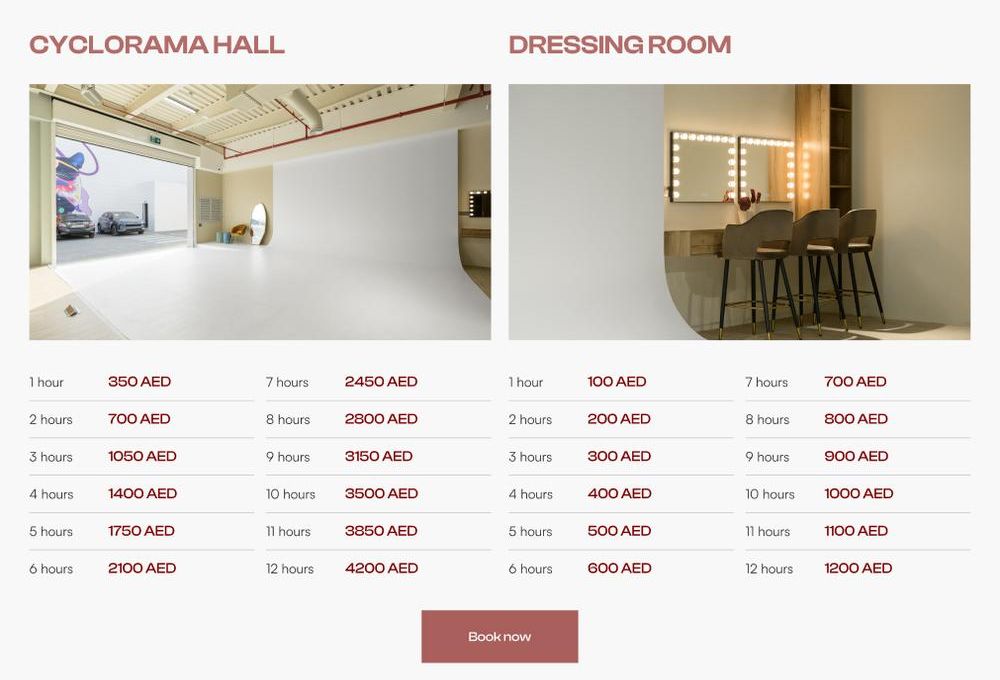 CYCLORAMA HALL
DRESSING ROOM
1 hour 350 AED 7 hours 2450 AED
2 hours 700 AED 8 hours 2800 AED
3 hours 1050 AED 9 hours 3150 AED
4 hours 1400 AED 10 hours 3500 AED
5 hours 1750 AED 11 hours 3850 AED
6 hours 2100 AED 12 hours 4200 AED
1 hour 100 AED 7 hours 700 AED
2 hours 200 AED 8 hours 800 AED
3 hours 300 AED 9 hours 900 AED
4 hours 400 AED 10 hours 1000 AED
5 hours 500 AED 11 hours 1100 AED
6 hours 600 AED 12 hours 1200 AED
Book now